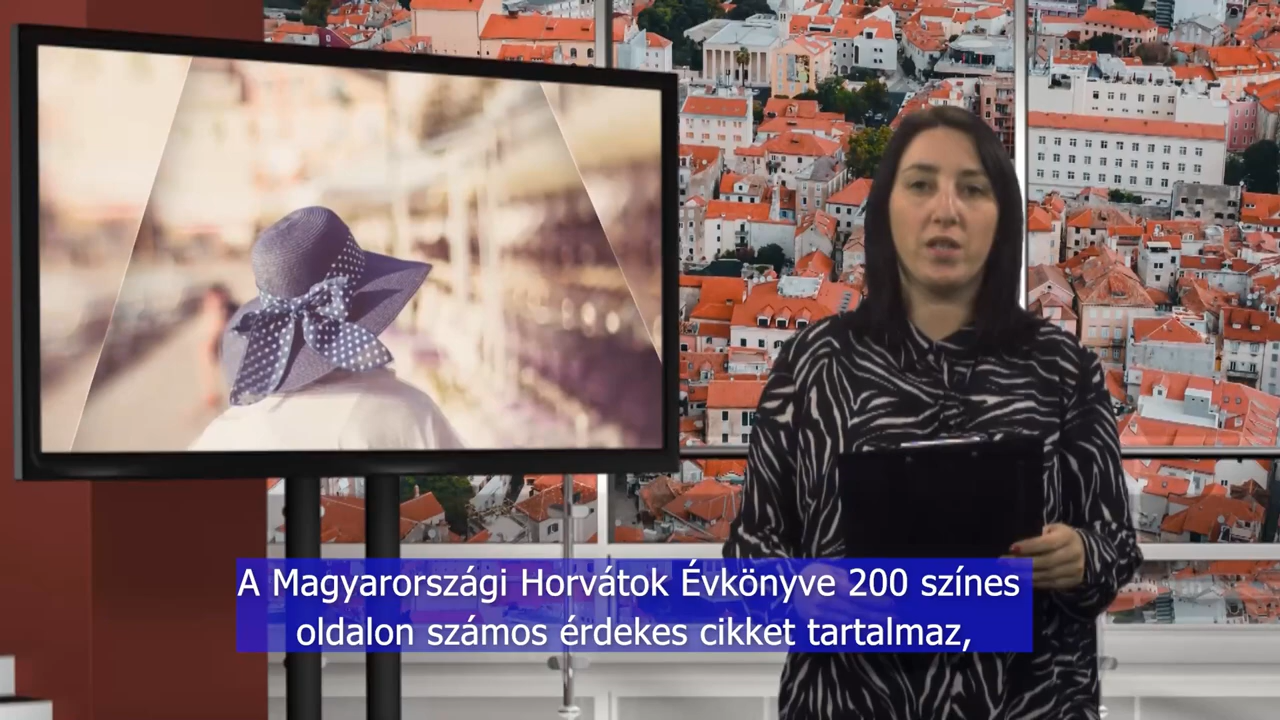 A Magyarországi Horvátok Évkönyve 200 színes
oldalon számos érdekes cikket tartalmaz,